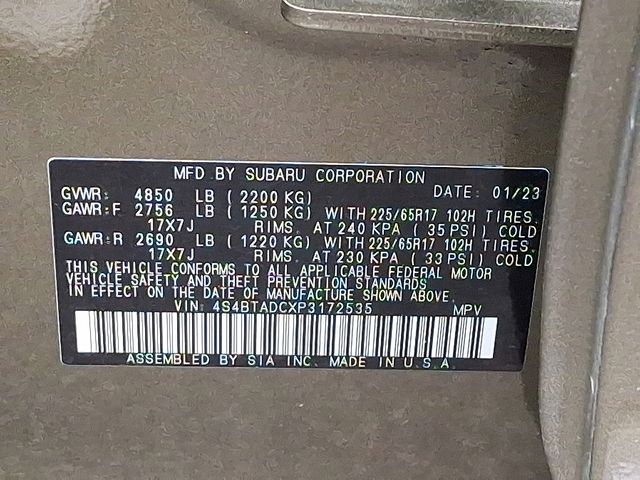 MFD. BY SUBARU CORPORATION
GVWR: 4850 LB (2200 KG) DATE: 01/23
GAWR:F 2756 LB (1250 KG) WITH 225/65R17 102H TIRES,
17X7J RIMS, AT 240 KPA (35 PSI) COLD
GAWR:R 2690 LB (1220 KG) WITH 225/65R17 102H TIRES,
17X7J RIMS, AT 230 KPA (33 PSI) COLD
THIS VEHICLE CONFORMS TO ALL APPLICABLE FEDERAL MOTOR
VEHICLE SAFETY AND THEFT PREVENTION STANDARDS
IN EFFECT ON THE DATE OF MANUFACTURE SHOWN ABOVE.
VIN: 4S4BTADCXP3172535 MPV
ASSEMBLED BY SIA INC. MADE IN U.S.A.